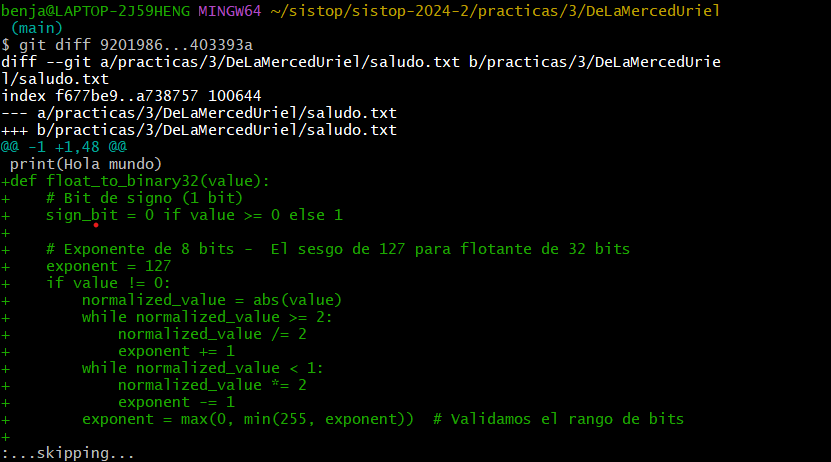 benja@LAPTOP-2J59HENG MINGW64 ~/sistop/sistop-2024-2/practicas/3/DeLaMercedUriel
 (main)
$ git diff 9201986...403393a
diff --git a/practicas/3/DeLaMercedUriel/saludo.txt b/practicas/3/DeLaMercedUrie
l/saludo.txt
index f677be9..a738757 100644
--- a/practicas/3/DeLaMercedUriel/saludo.txt
+++ b/practicas/3/DeLaMercedUriel/saludo.txt
@@ -1 +1,48 @@
 print(Hola mundo)
+def float_to_binary32(value):
+    # Bit de signo (1 bit)
+    sign_bit = 0 if value >= 0 else 1
+
+    # Exponente de 8 bits -  El sesgo de 127 para flotante de 32 bits
+    exponent = 127
+    if value != 0:
+        normalized_value = abs(value)
+        while normalized_value >= 2:
+            normalized_value /= 2
+            exponent += 1
+        while normalized_value < 1:
+            normalized_value *= 2
+            exponent -= 1
+        exponent = max(0, min(255, exponent))  # Validamos el rango de bits
+
:...skipping...